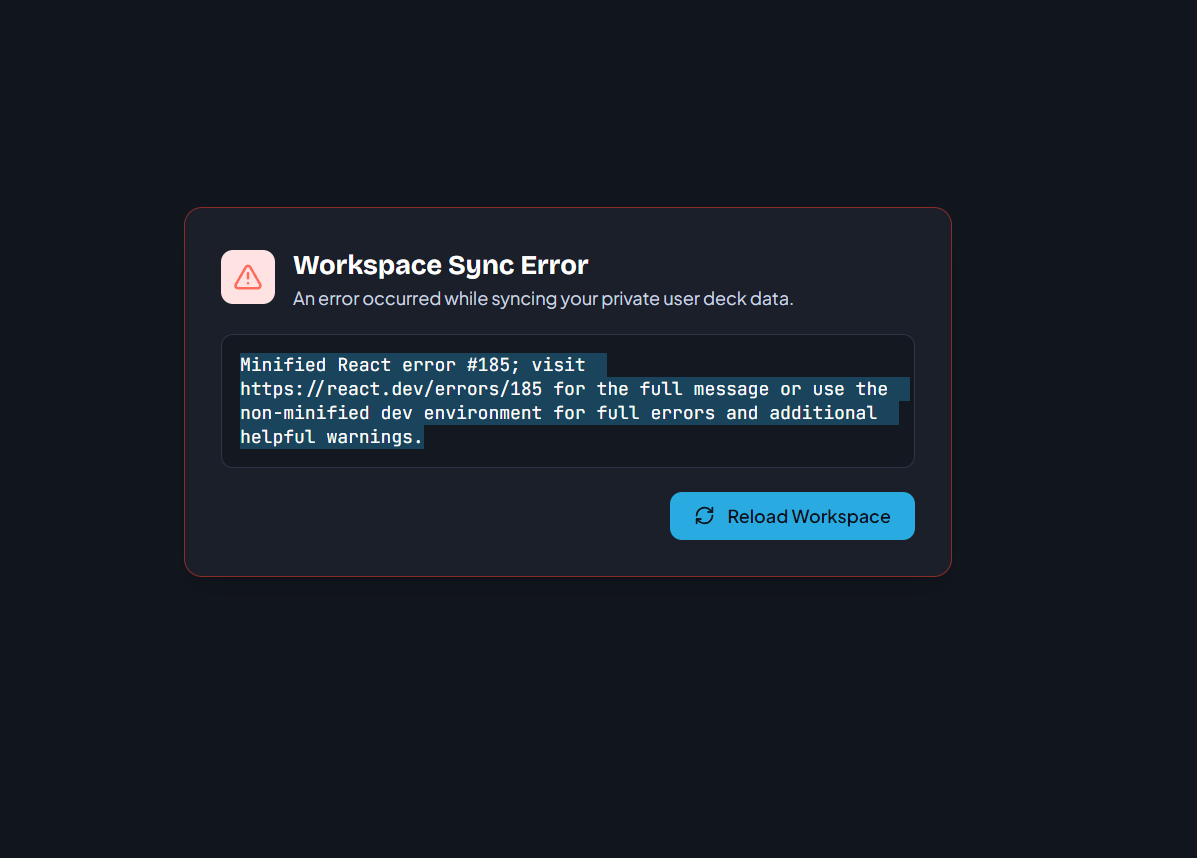 Workspace Sync Error
An error occurred while syncing your private user deck data.
Minified React error #185; visit
https://react.dev/errors/185 for the full message or use the
non-minified dev environment for full errors and additional
helpful warnings.
Reload Workspace